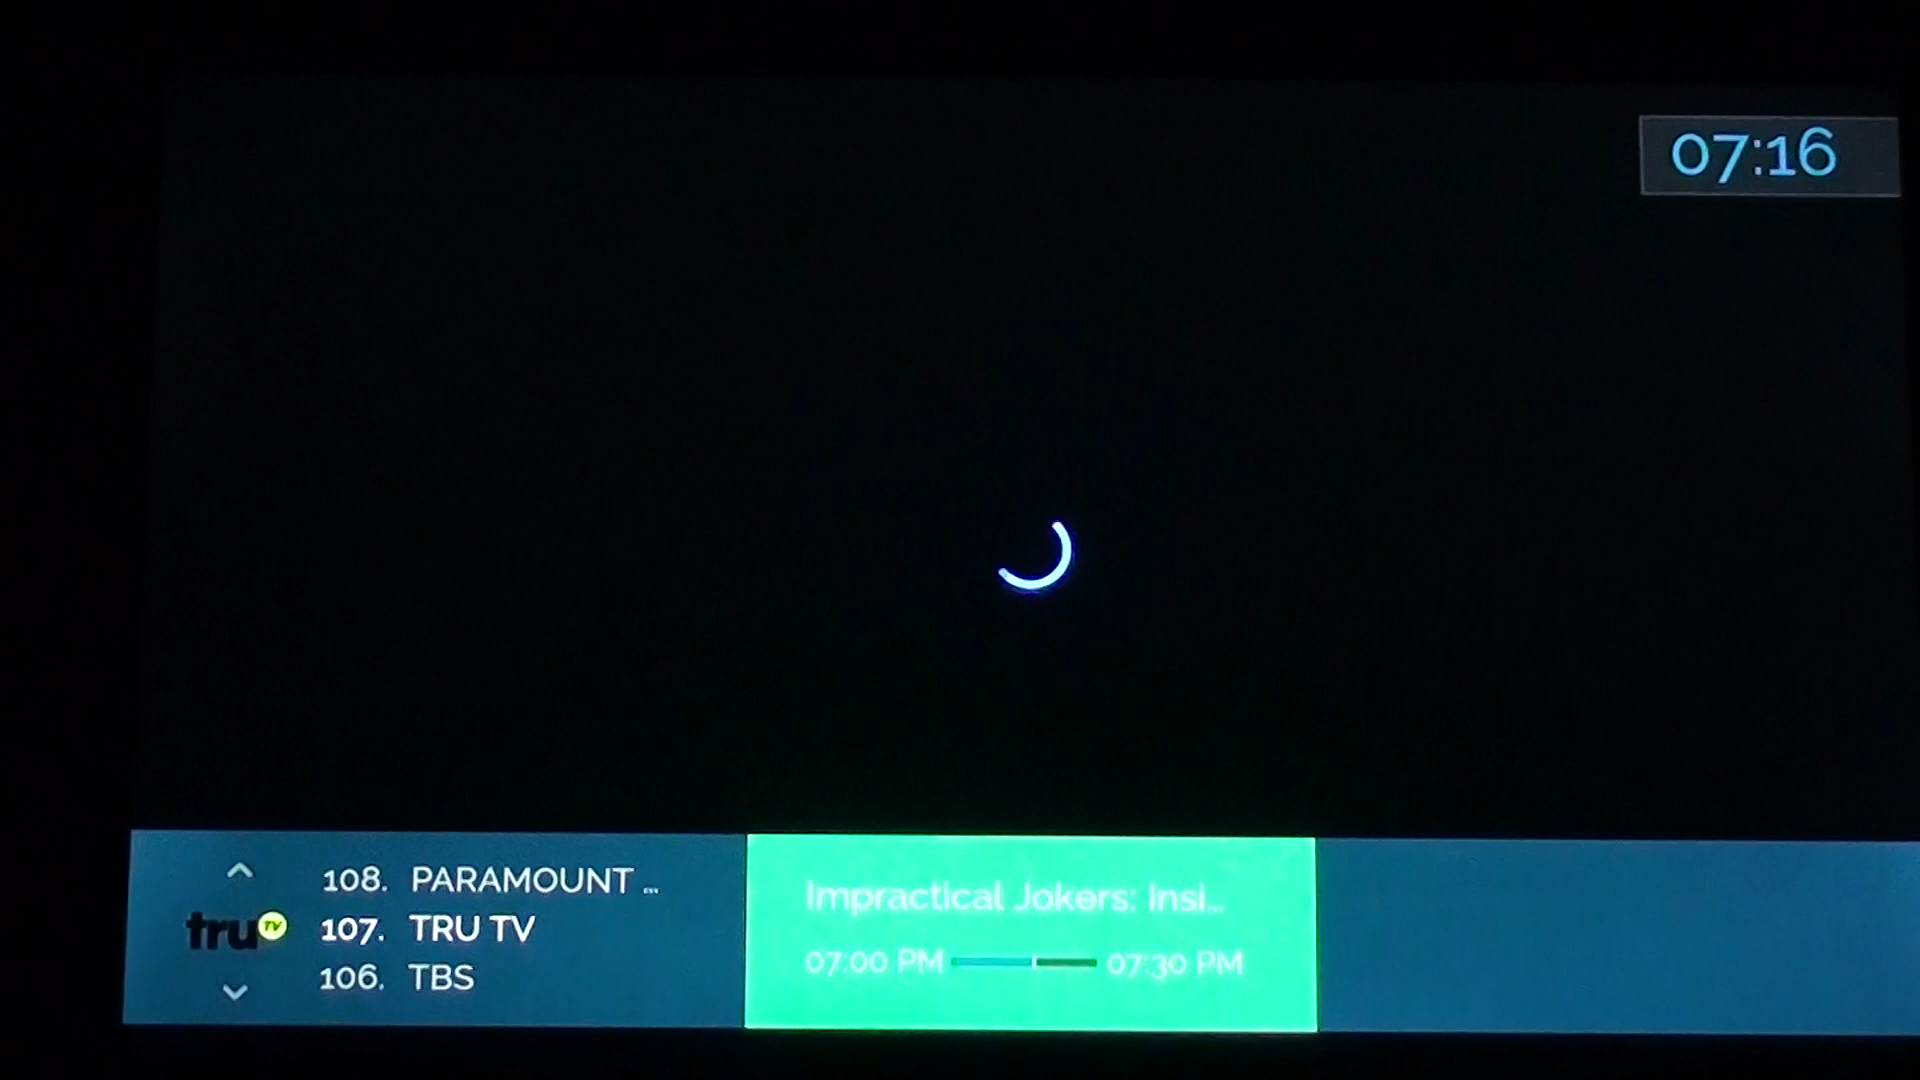 07:16
108. PARAMOUNT ...
tru TV
107. TRU TV
106. TBS
Impractical Jokers: Insi...
07:00 PM 07:30 PM